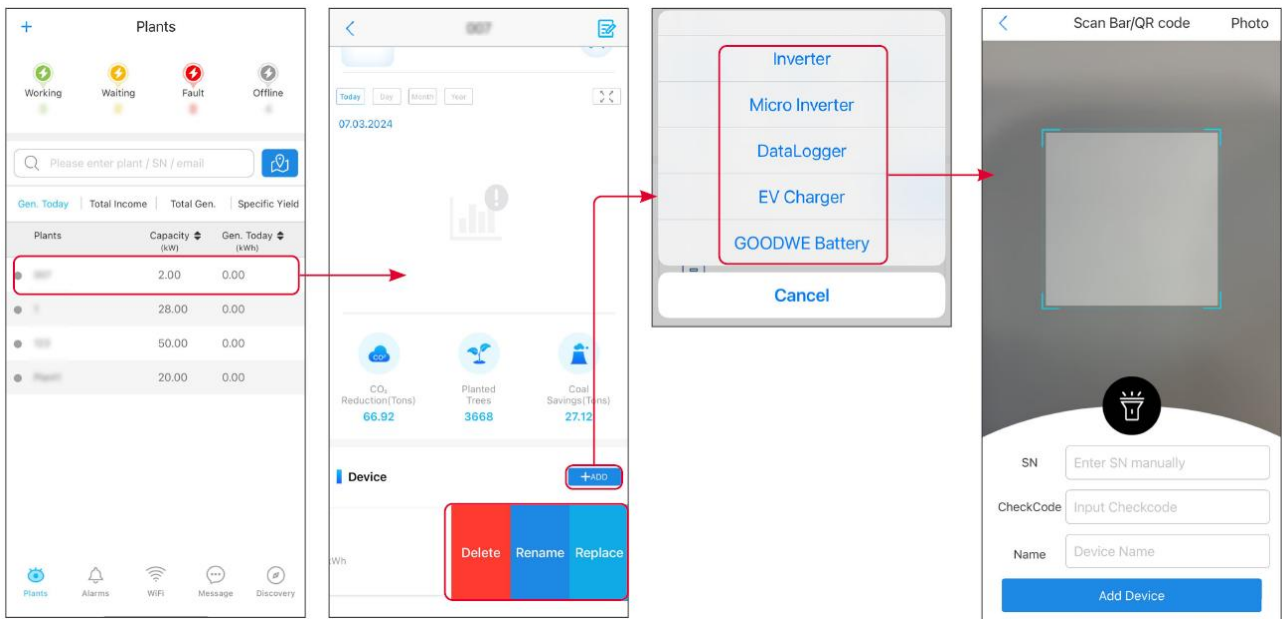 + Plants
Working Waiting Fault Offline
Please enter plant / SN / email
Gen. Today Total Income Total Gen. Specific Yield
Plants Capacity Gen. Today
(kW) (kWh)
2.00 0.00
28.00 0.00
50.00 0.00
20.00 0.00
Plants Alarms WiFi Message Discovery
007
Today Day Month Year
07.03.2024
CO₂
CO₂ Planted Coal
Reduction(Tons) Trees Savings(Tons)
66.92 3668 27.12
Device +ADD
kWh
Delete Rename Replace
Inverter
Micro Inverter
DataLogger
EV Charger
GOODWE Battery
Cancel
Scan Bar/QR code Photo
SN Enter SN manually
CheckCode Input Checkcode
Name Device Name
Add Device